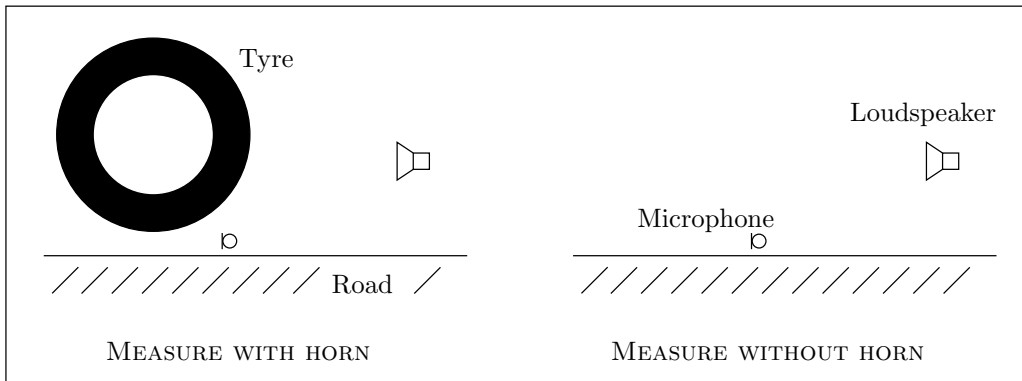 Tyre
Loudspeaker
Microphone
Road
MEASURE WITH HORN
MEASURE WITHOUT HORN